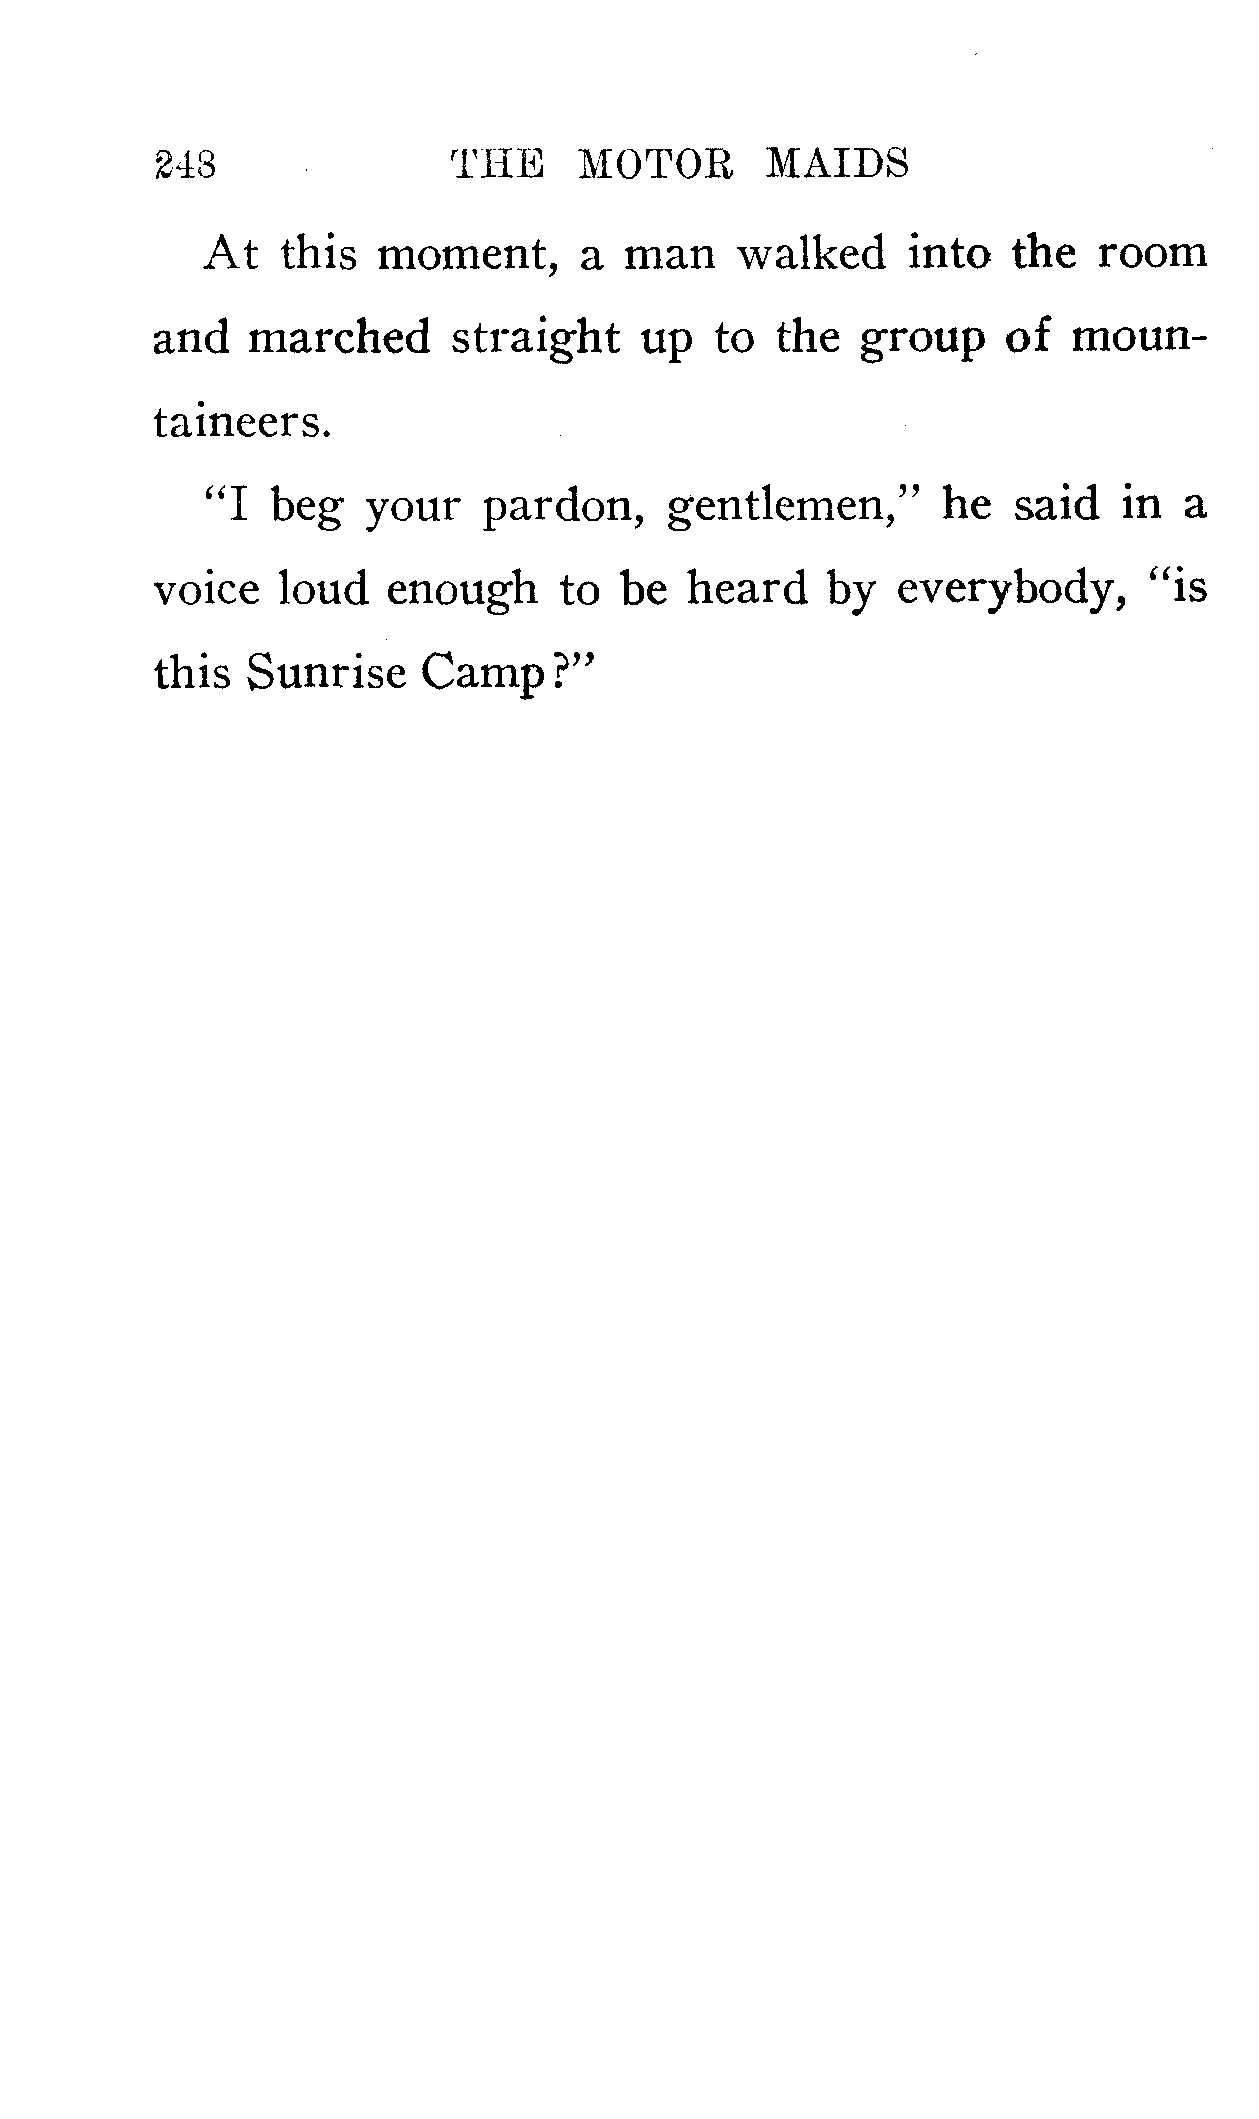 248 THE MOTOR MAIDS
At this moment, a man walked into the room
and marched straight up to the group of moun-
taineers.
“I beg your pardon, gentlemen,” he said in a
voice loud enough to be heard by everybody, “is
this Sunrise Camp?”